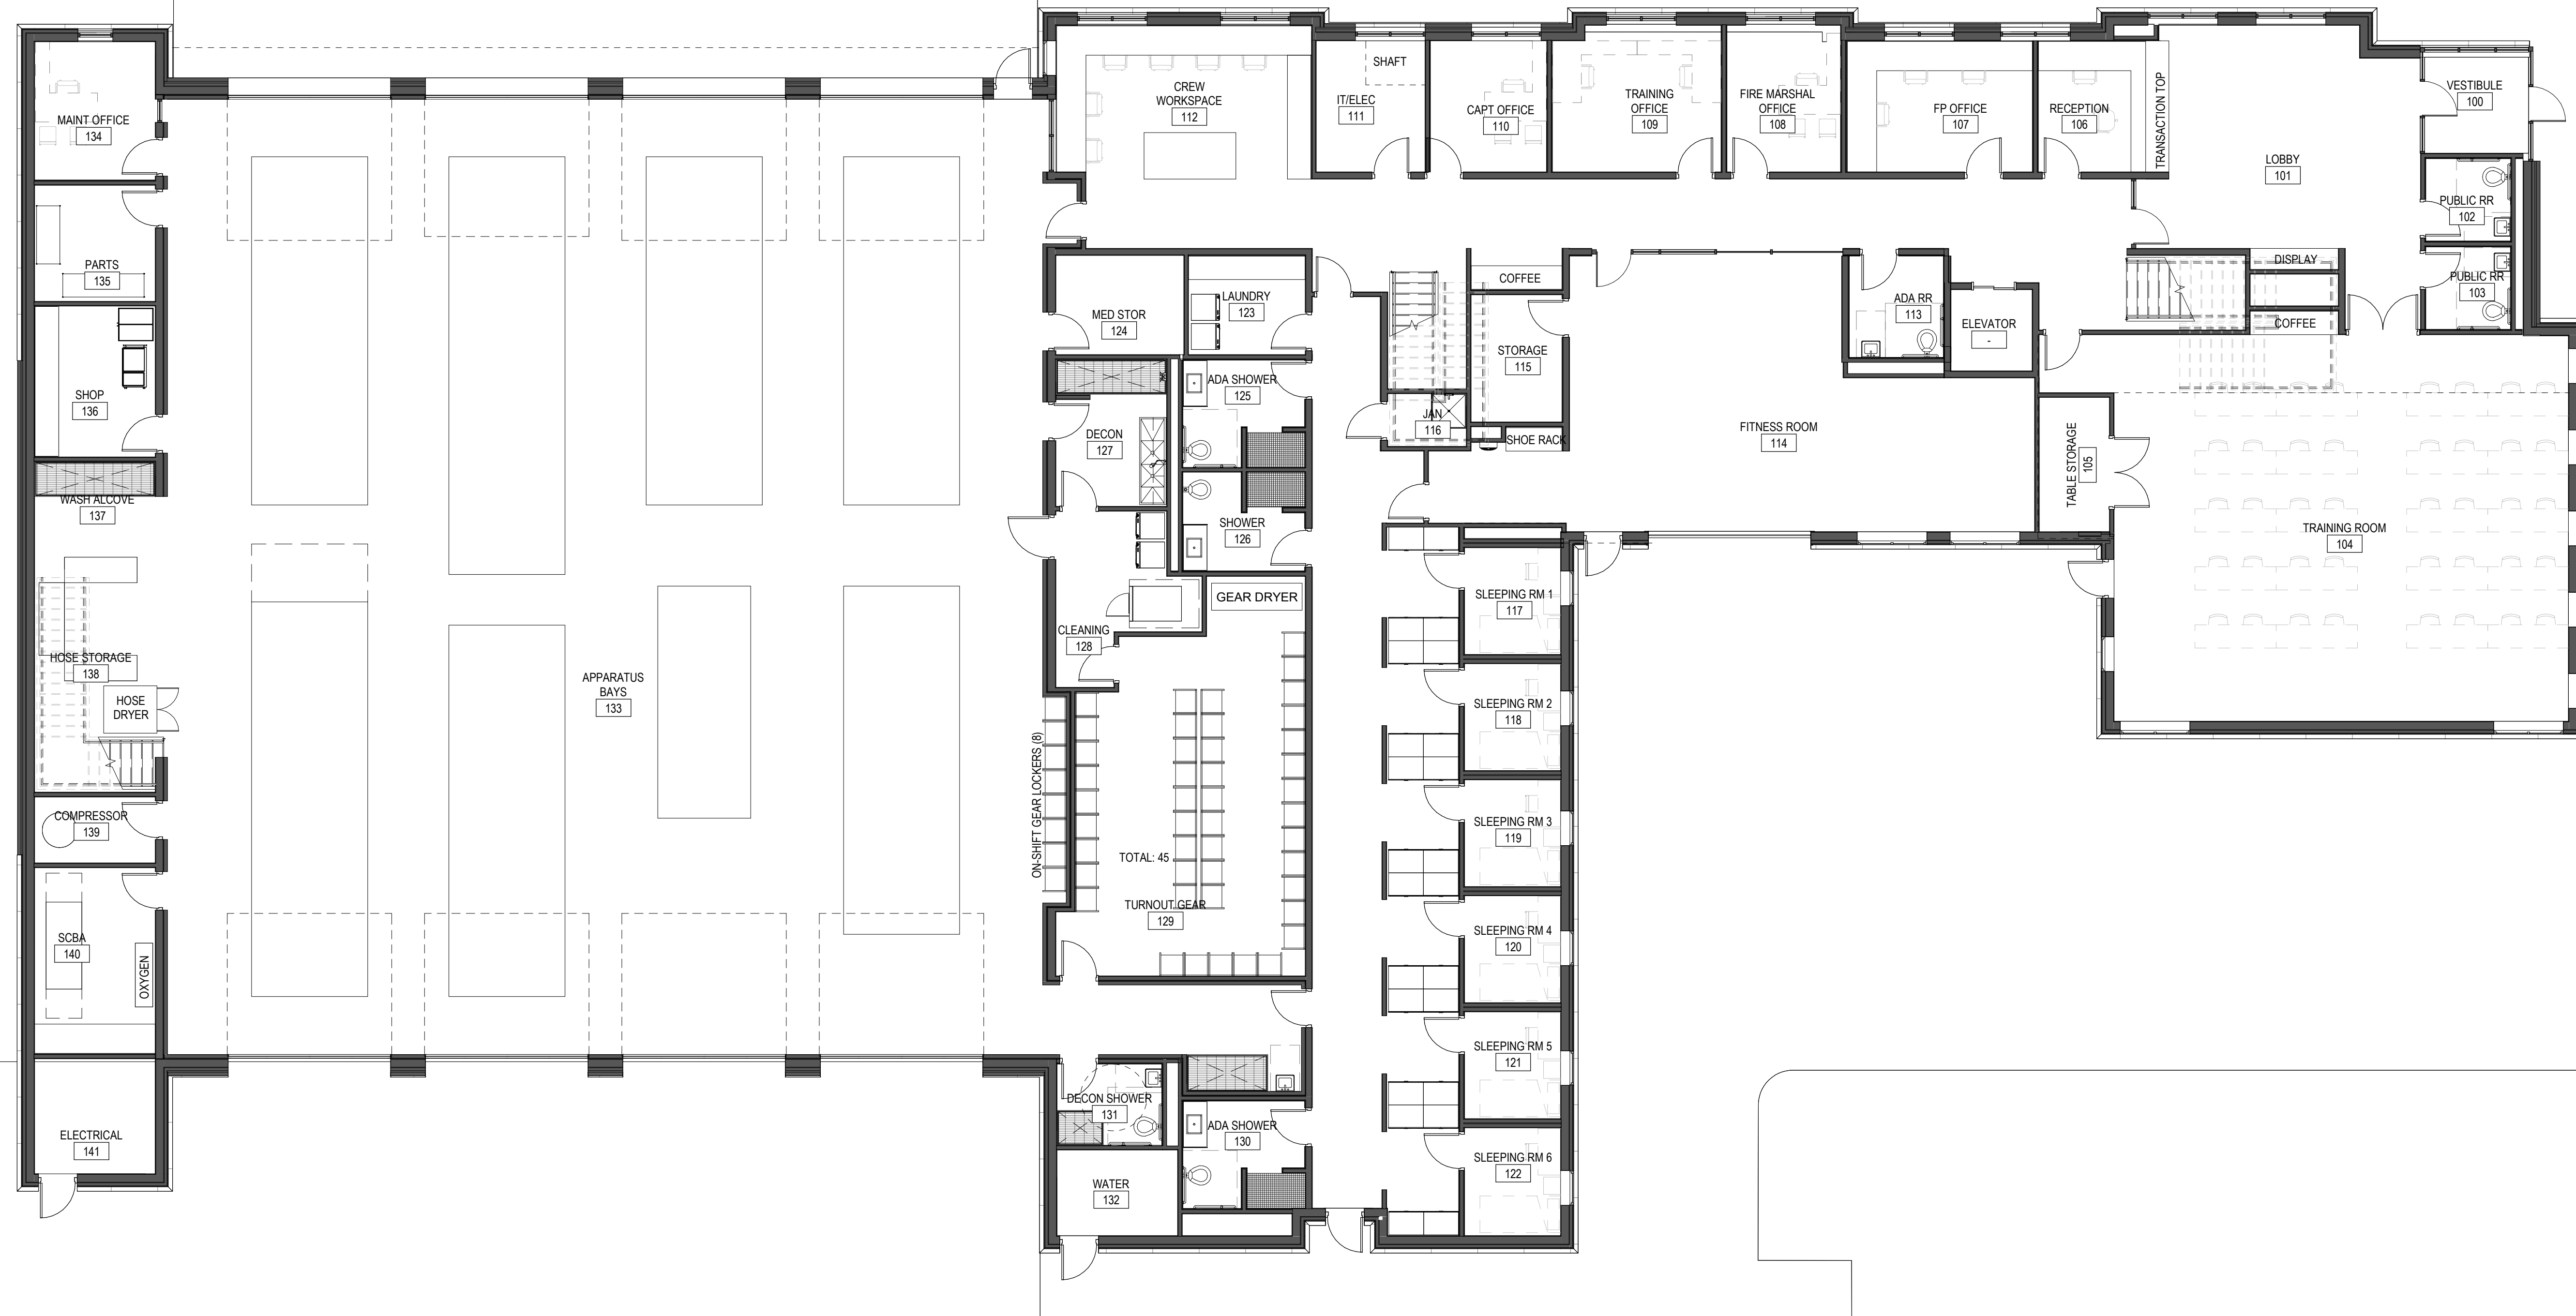 MAINT OFFICE
134
PARTS
135
SHOP
136
WASH ALCOVE
137
HOSE STORAGE
138
HOSE
DRYER
COMPRESSOR
139
SCBA
140
OXYGEN
ELECTRICAL
141
APPARATUS
BAYS
133
ON-SHIFT GEAR LOCKERS (8)
CREW
WORKSPACE
112
SHAFT
IT/ELEC
111
CAPT OFFICE
110
TRAINING
OFFICE
109
FIRE MARSHAL
OFFICE
108
FP OFFICE
107
RECEPTION
106
TRANSACTION TOP
LOBBY
101
VESTIBULE
100
PUBLIC RR
102
PUBLIC RR
103
DISPLAY
COFFEE
MED STOR
124
LAUNDRY
123
COFFEE
STORAGE
115
ADA RR
113
ELEVATOR
-
DECON
127
ADA SHOWER
125
SHOWER
126
JAN
116
SHOE RACK
FITNESS ROOM
114
TABLE STORAGE
105
TRAINING ROOM
104
CLEANING
128
GEAR DRYER
TOTAL: 45
TURNOUT GEAR
129
SLEEPING RM 1
117
SLEEPING RM 2
118
SLEEPING RM 3
119
SLEEPING RM 4
120
SLEEPING RM 5
121
SLEEPING RM 6
122
DECON SHOWER
131
ADA SHOWER
130
WATER
132